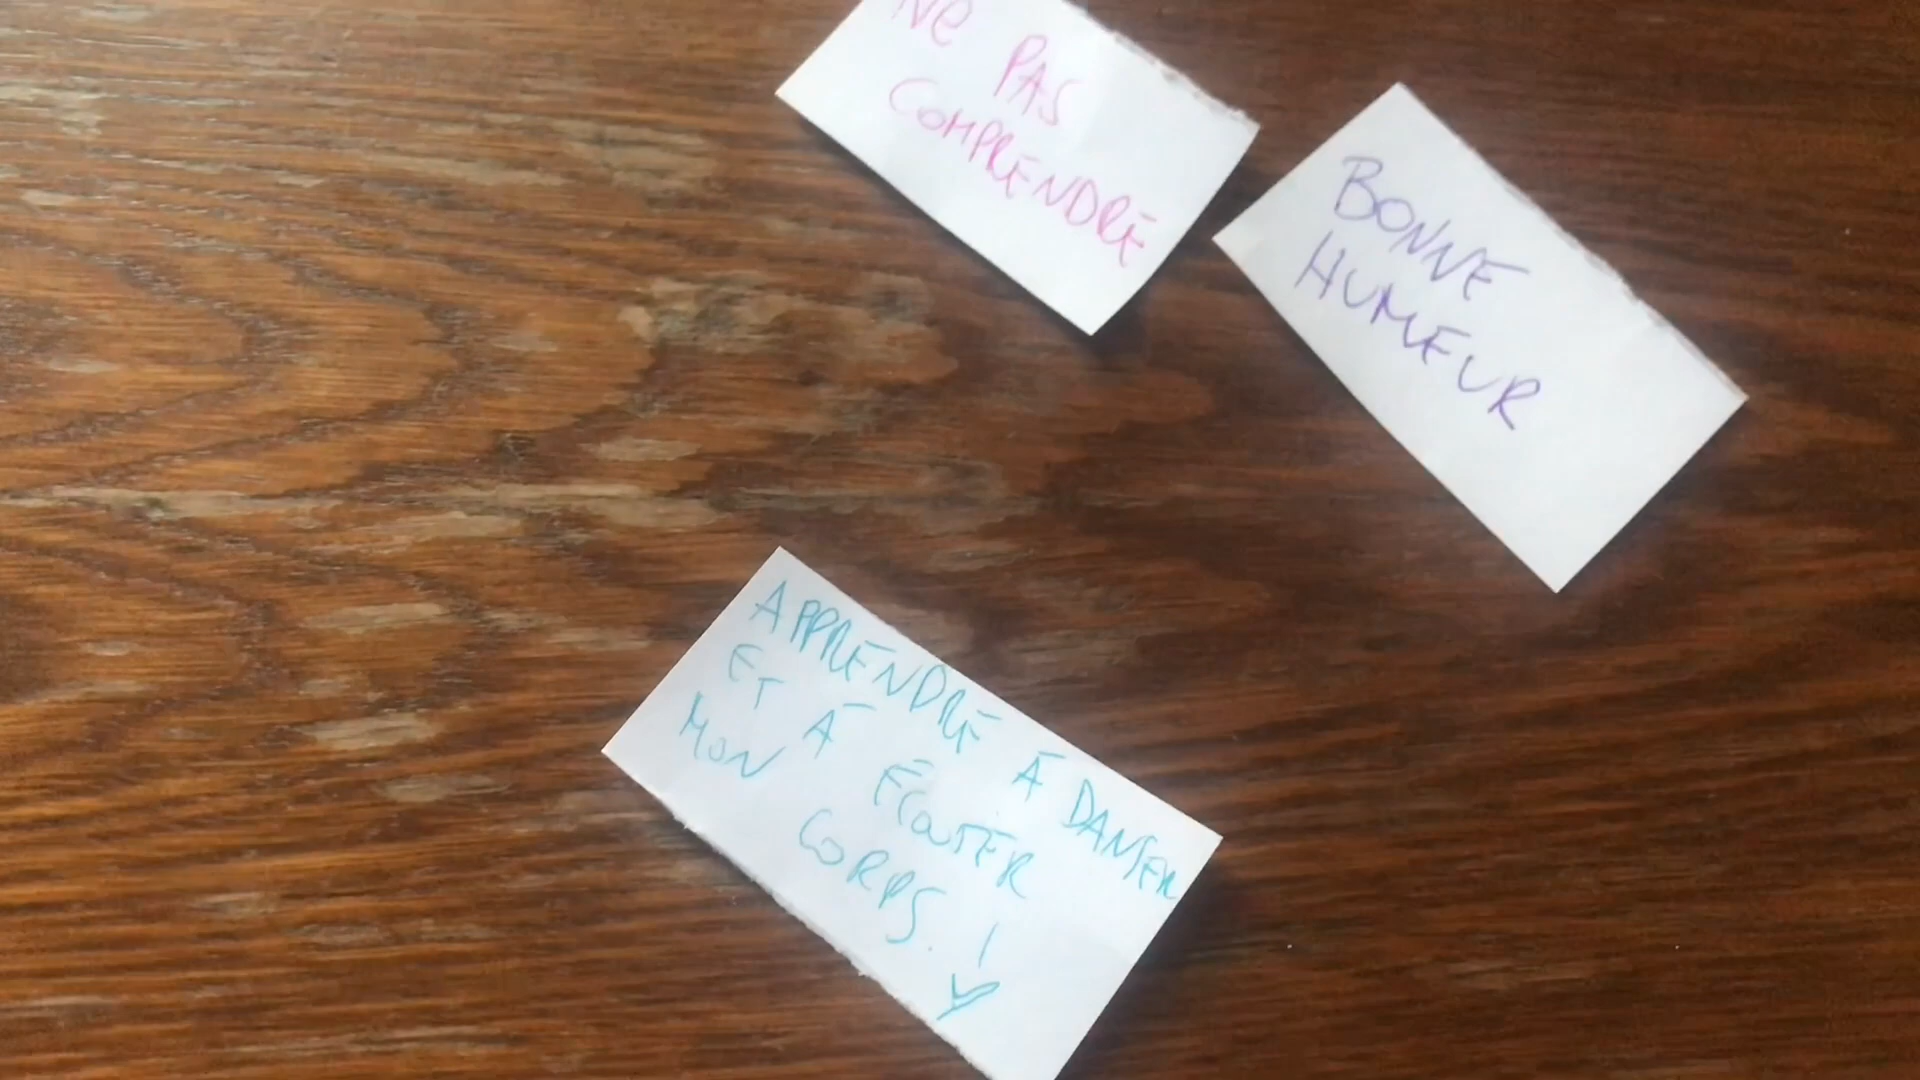 NE PAS
COMPRENDRE
BONNE
HUMEUR
APPRENDRE À DANSER
ET À ÉCOUTER
MON CORPS. !